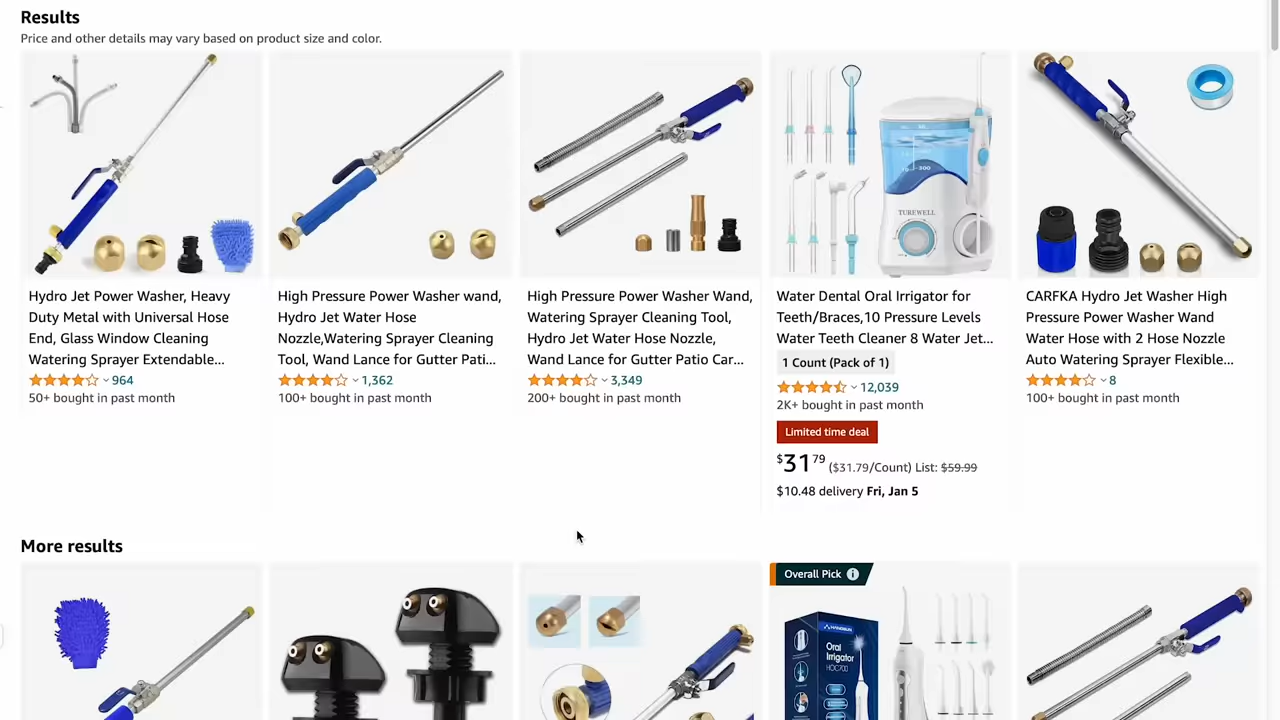 Results
Price and other details may vary based on product size and color.
TUREWELL
Hydro Jet Power Washer, Heavy
Duty Metal with Universal Hose
End, Glass Window Cleaning
Watering Sprayer Extendable...
964
50+ bought in past month
High Pressure Power Washer wand,
Hydro Jet Water Hose
Nozzle,Watering Sprayer Cleaning
Tool, Wand Lance for Gutter Pati...
1,362
100+ bought in past month
High Pressure Power Washer Wand,
Watering Sprayer Cleaning Tool,
Hydro Jet Water Hose Nozzle,
Wand Lance for Gutter Patio Car...
3,349
200+ bought in past month
Water Dental Oral Irrigator for
Teeth/Braces,10 Pressure Levels
Water Teeth Cleaner 8 Water Jet...
1 Count (Pack of 1)
12,039
2K+ bought in past month
Limited time deal
$31.79 ($31.79/Count) List: $59.99
$10.48 delivery Fri, Jan 5
CARFKA Hydro Jet Washer High
Pressure Power Washer Wand
Water Hose with 2 Hose Nozzle
Auto Watering Sprayer Flexible...
8
100+ bought in past month
More results
Overall Pick
HANGSUN
Oral
Irrigator
HOC700